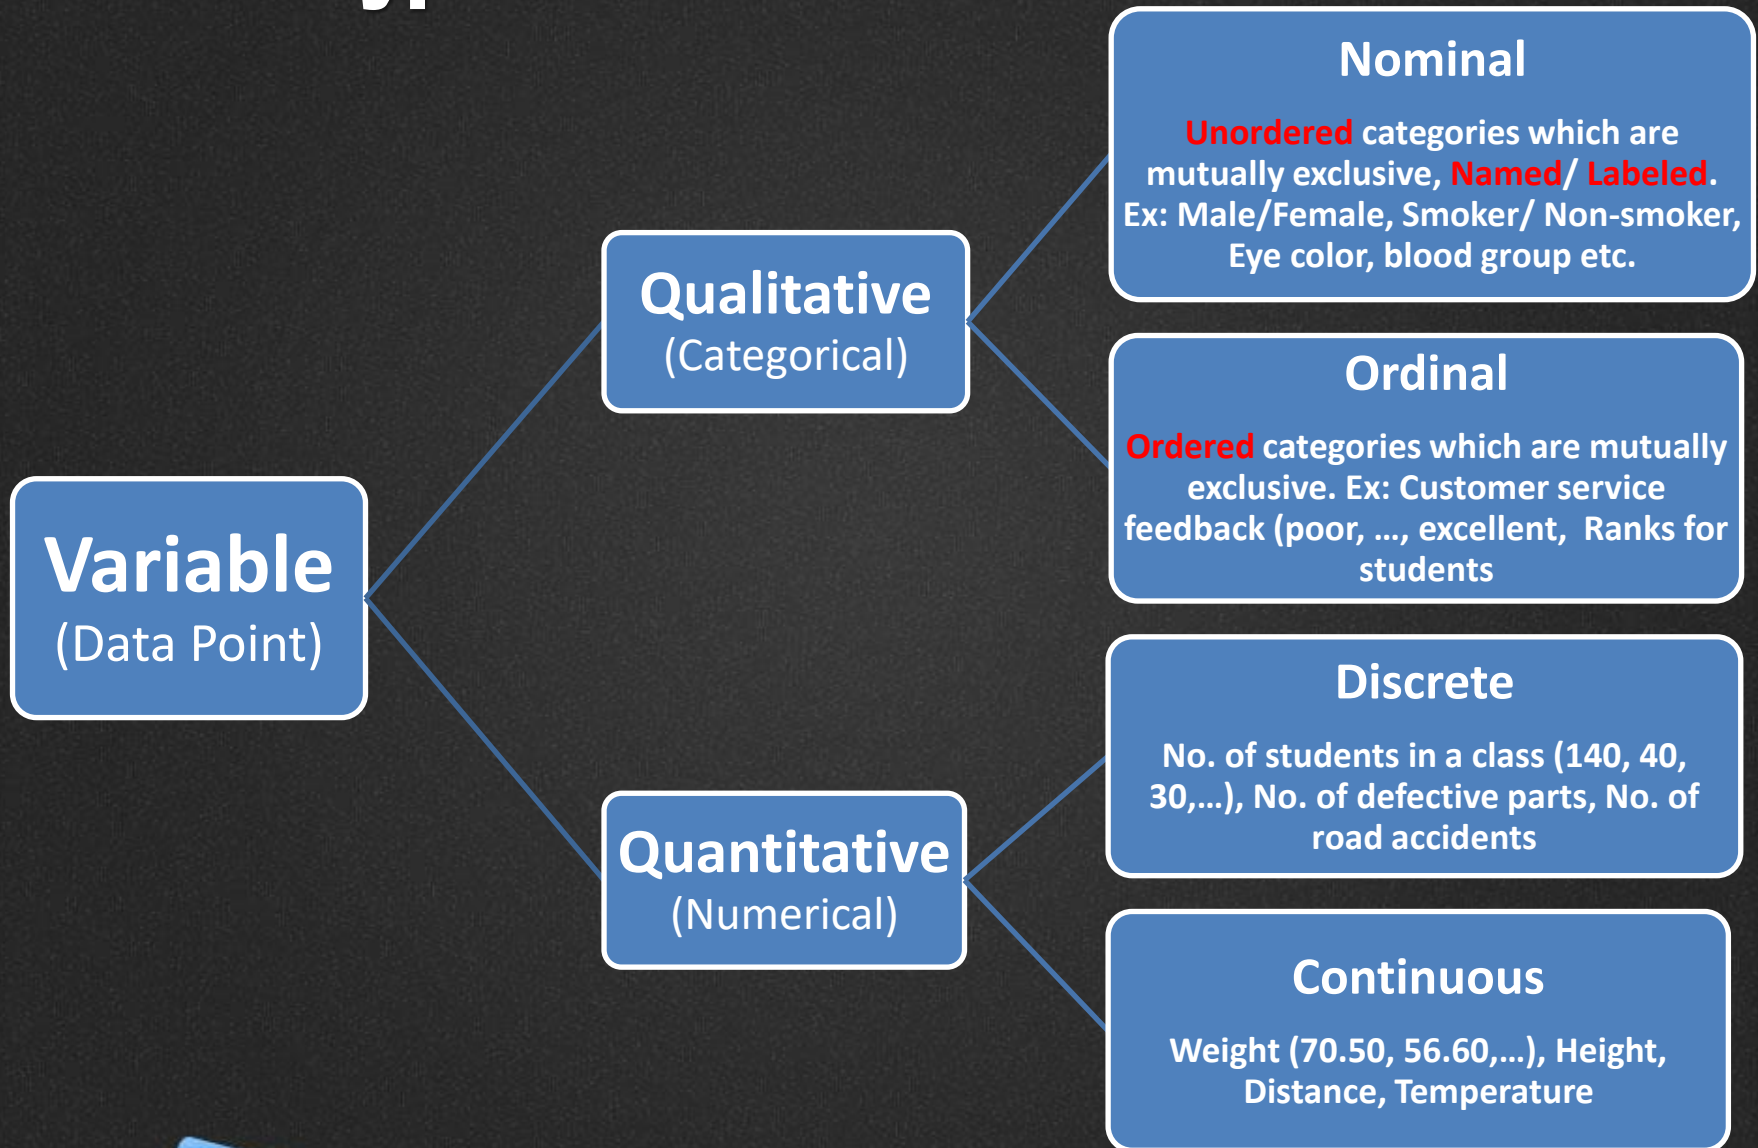 Variable
(Data Point)
Qualitative
(Categorical)
Quantitative
(Numerical)
Nominal
Unordered categories which are
mutually exclusive, Named/ Labeled.
Ex: Male/Female, Smoker/ Non-smoker,
Eye color, blood group etc.
Ordinal
Ordered categories which are mutually
exclusive. Ex: Customer service
feedback (poor, …, excellent,  Ranks for
students
Discrete
No. of students in a class (140, 40,
30,…), No. of defective parts, No. of
road accidents
Continuous
Weight (70.50, 56.60,…), Height,
Distance, Temperature